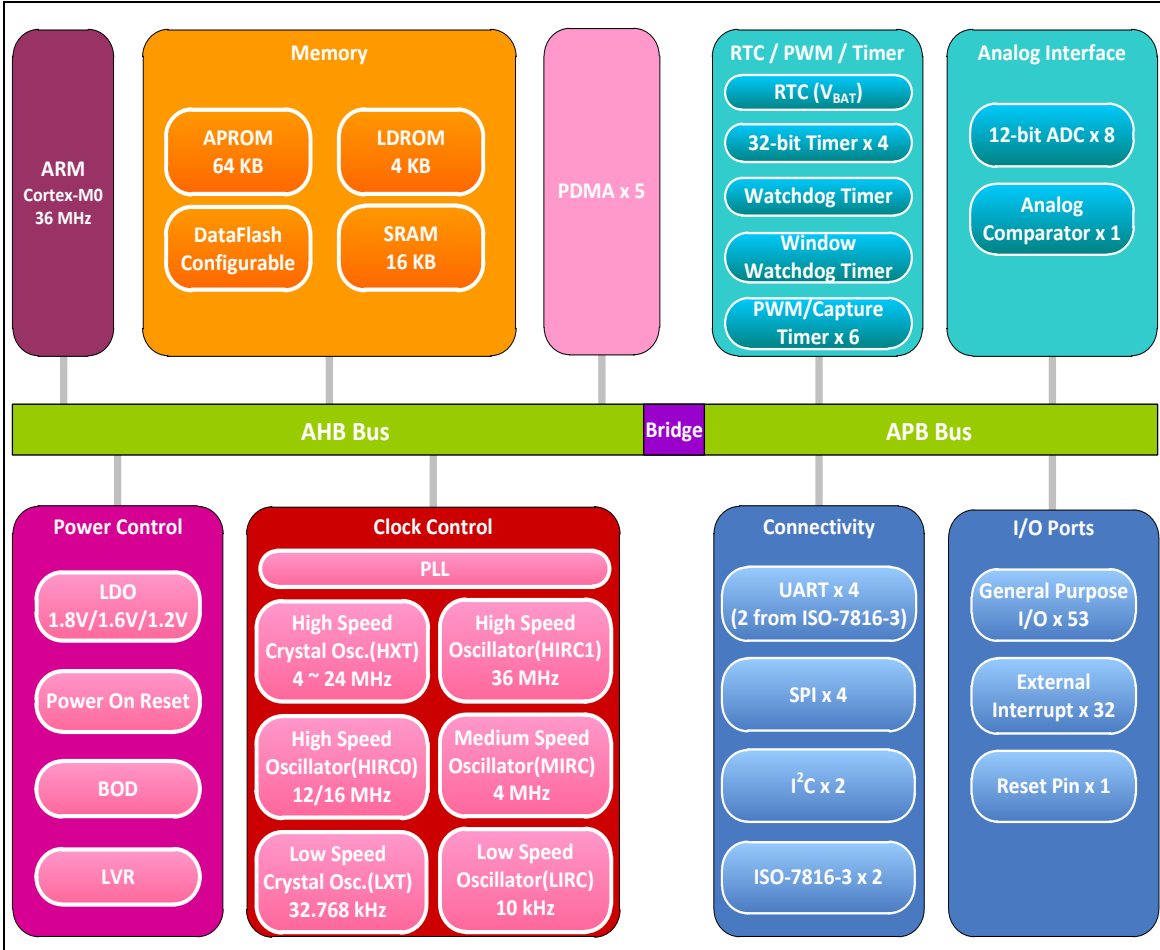 ARM
Cortex-M0
36 MHz
Memory
APROM
64 KB
LDROM
4 KB
DataFlash
Configurable
SRAM
16 KB
PDMA x 5
RTC / PWM / Timer
RTC (VBAT)
32-bit Timer x 4
Watchdog Timer
Window
Watchdog Timer
PWM/Capture
Timer x 6
Analog Interface
12-bit ADC x 8
Analog
Comparator x 1
AHB Bus
Bridge
APB Bus
Power Control
LDO
1.8V/1.6V/1.2V
Power On Reset
BOD
LVR
Clock Control
PLL
High Speed
Crystal Osc.(HXT)
4 ~ 24 MHz
High Speed
Oscillator(HIRC1)
36 MHz
High Speed
Oscillator(HIRC0)
12/16 MHz
Medium Speed
Oscillator(MIRC)
4 MHz
Low Speed
Crystal Osc.(LXT)
32.768 kHz
Low Speed
Oscillator(LIRC)
10 kHz
Connectivity
UART x 4
(2 from ISO-7816-3)
SPI x 4
I²C x 2
ISO-7816-3 x 2
I/O Ports
General Purpose
I/O x 53
External
Interrupt x 32
Reset Pin x 1